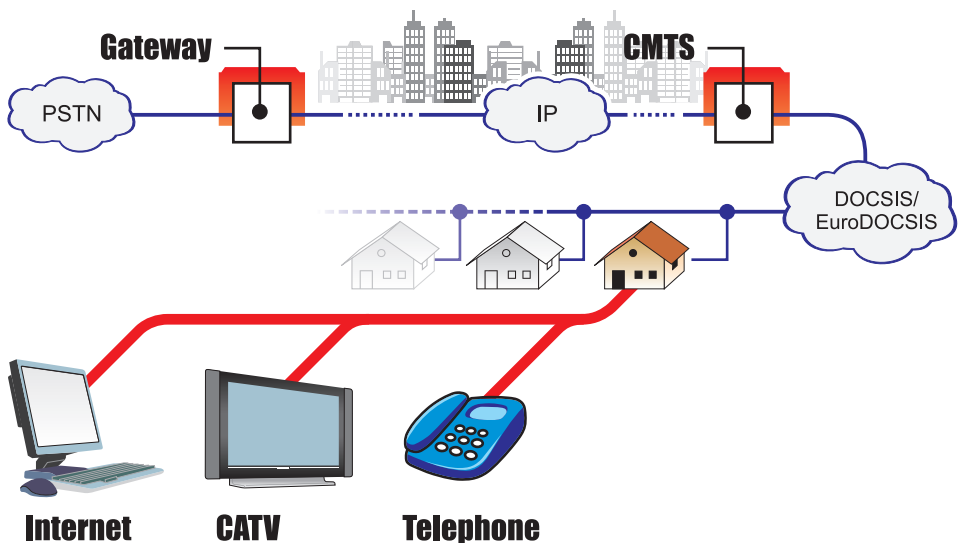 Gateway
CMTS
PSTN
IP
DOCSIS/
EuroDOCSIS
Internet
CATV
Telephone